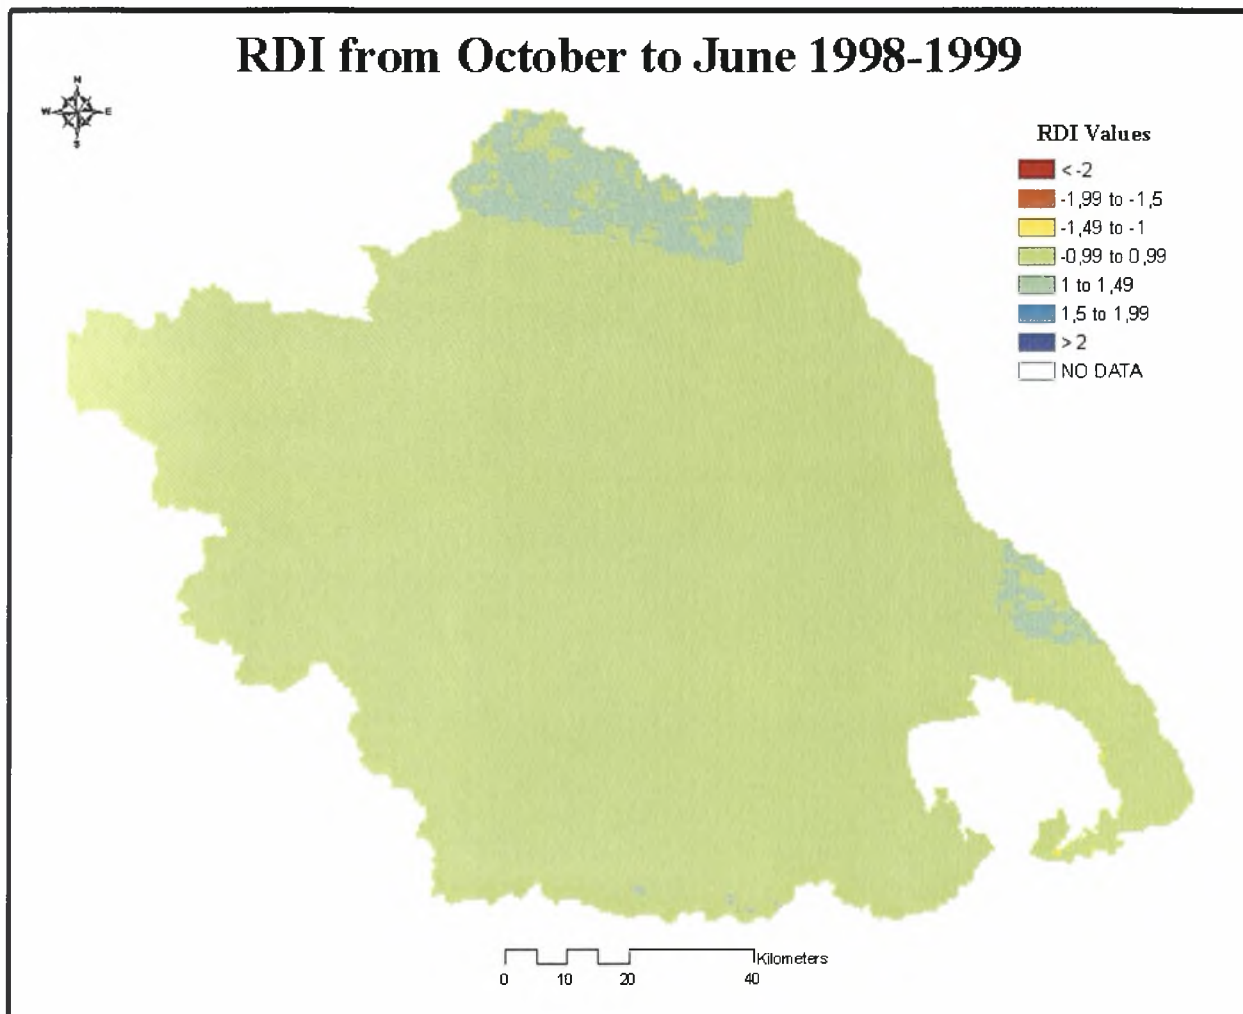 RDI from October to June 1998-1999
N
W E
S
RDI Values
< -2
-1,99 to -1,5
-1,49 to -1
-0,99 to 0,99
1 to 1,49
1,5 to 1,99
> 2
NO DATA
Kilometers
0 10 20 40